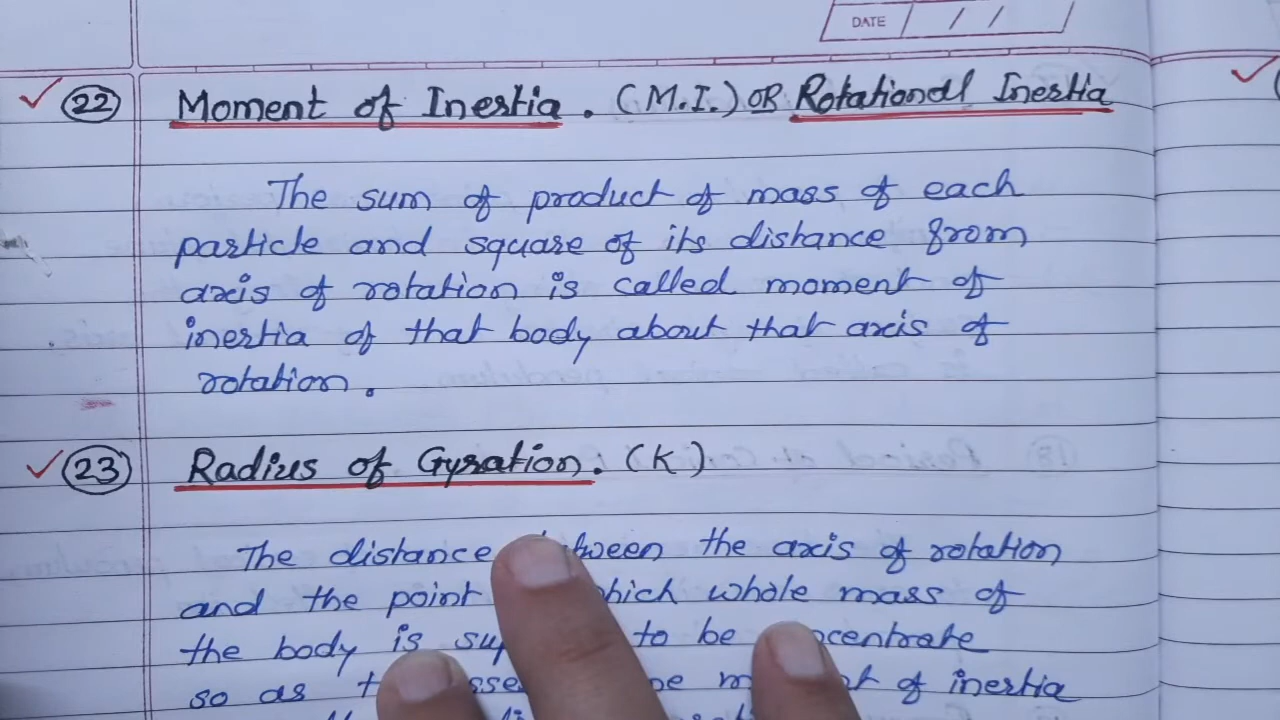 DATE / /
22 Moment of Inertia. (M.I.) OR Rotational Inertia
The sum of product of mass of each
particle and square of its distance from
axis of rotation is called moment of
inertia of that body about that axis of
rotation.
23 Radius of Gyration. (K)
The distance between the axis of rotation
and the point which whole mass of
the body is to be concentrate
so as of inertia